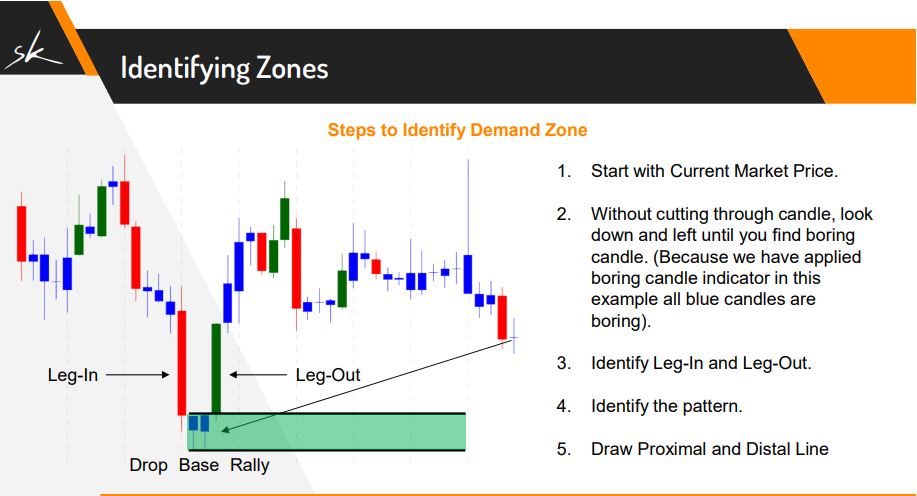 sk
Identifying Zones
Steps to Identify Demand Zone
1. Start with Current Market Price.
2. Without cutting through candle, look
down and left until you find boring
candle. (Because we have applied
boring candle indicator in this
example all blue candles are
boring).
3. Identify Leg-In and Leg-Out.
4. Identify the pattern.
5. Draw Proximal and Distal Line
Leg-In
Leg-Out
Drop Base Rally